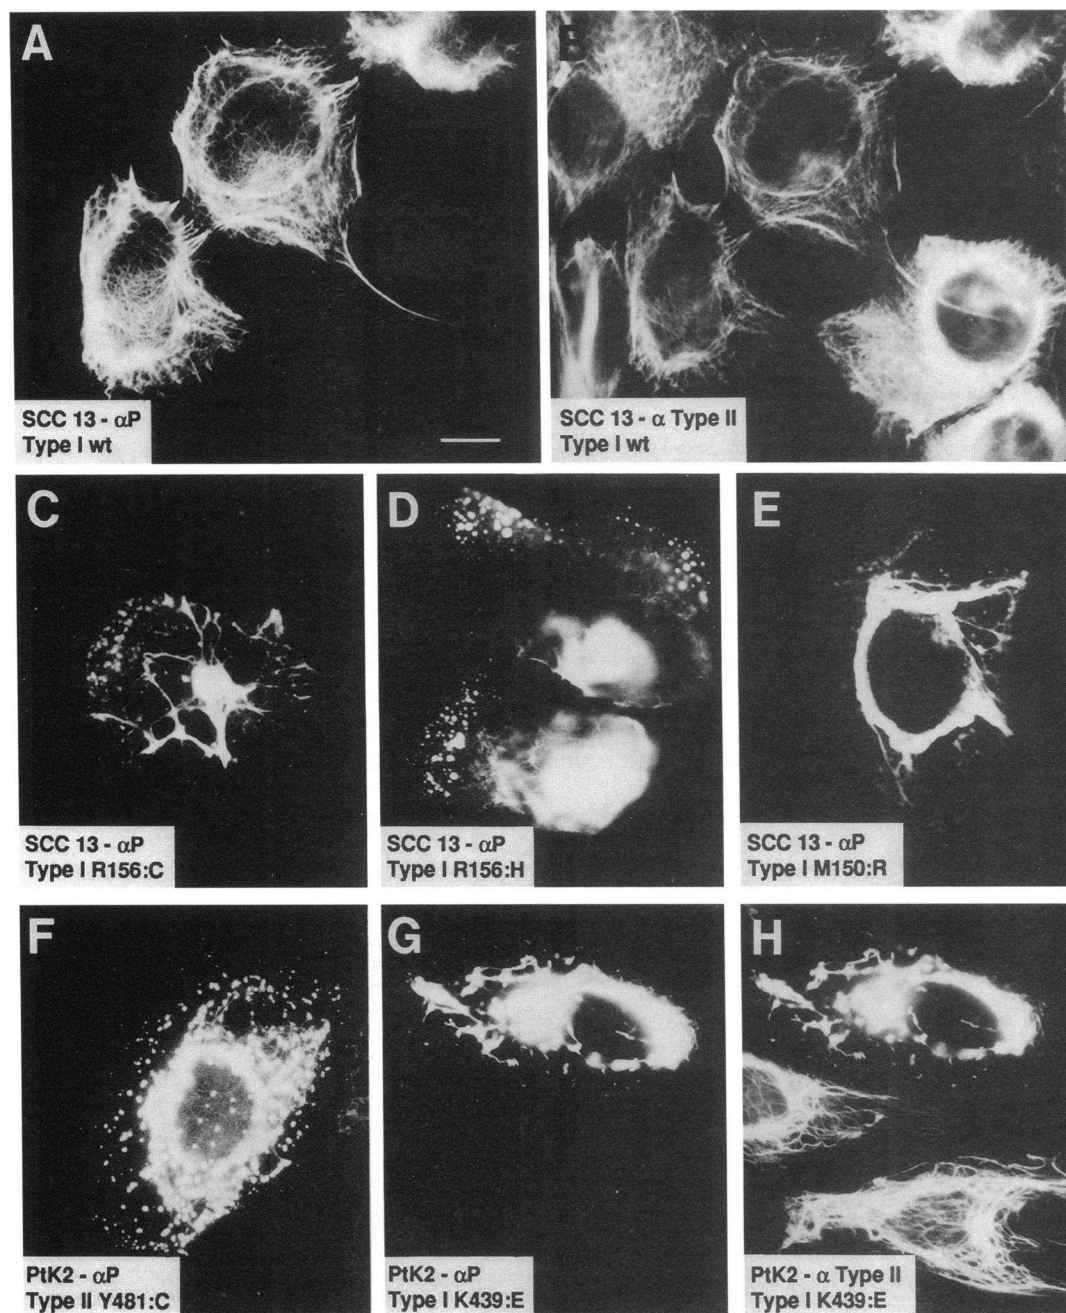 A
B
SCC 13 - αP
Type I wt
SCC 13 - α Type II
Type I wt
C
D
E
SCC 13 - αP
Type I R156:C
SCC 13 - αP
Type I R156:H
SCC 13 - αP
Type I M150:R
F
G
H
PtK2 - αP
Type II Y481:C
PtK2 - αP
Type I K439:E
PtK2 - α Type II
Type I K439:E